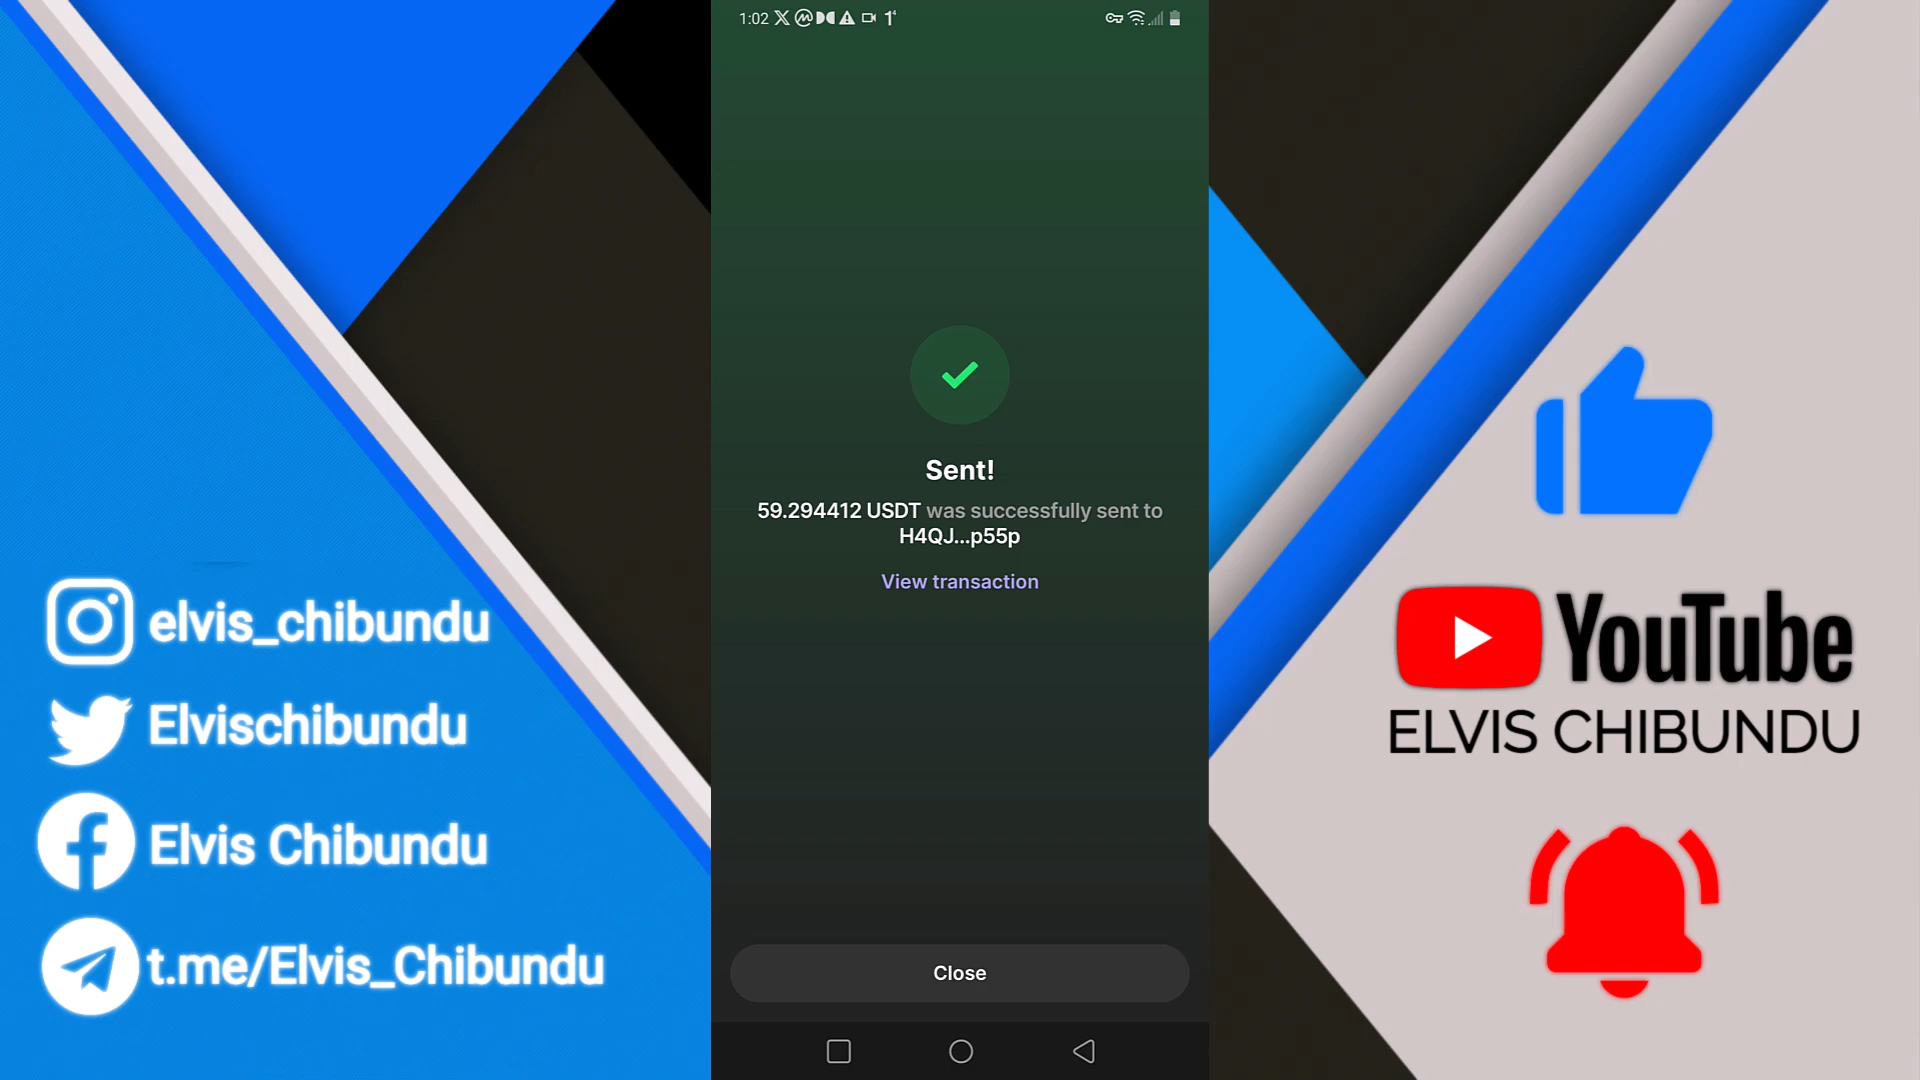 1:02
Sent!
59.294412 USDT was successfully sent to
H4QJ...p55p
View transaction
Close
elvis_chibundu
Elvischibundu
Elvis Chibundu
t.me/Elvis_Chibundu
YouTube
ELVIS CHIBUNDU